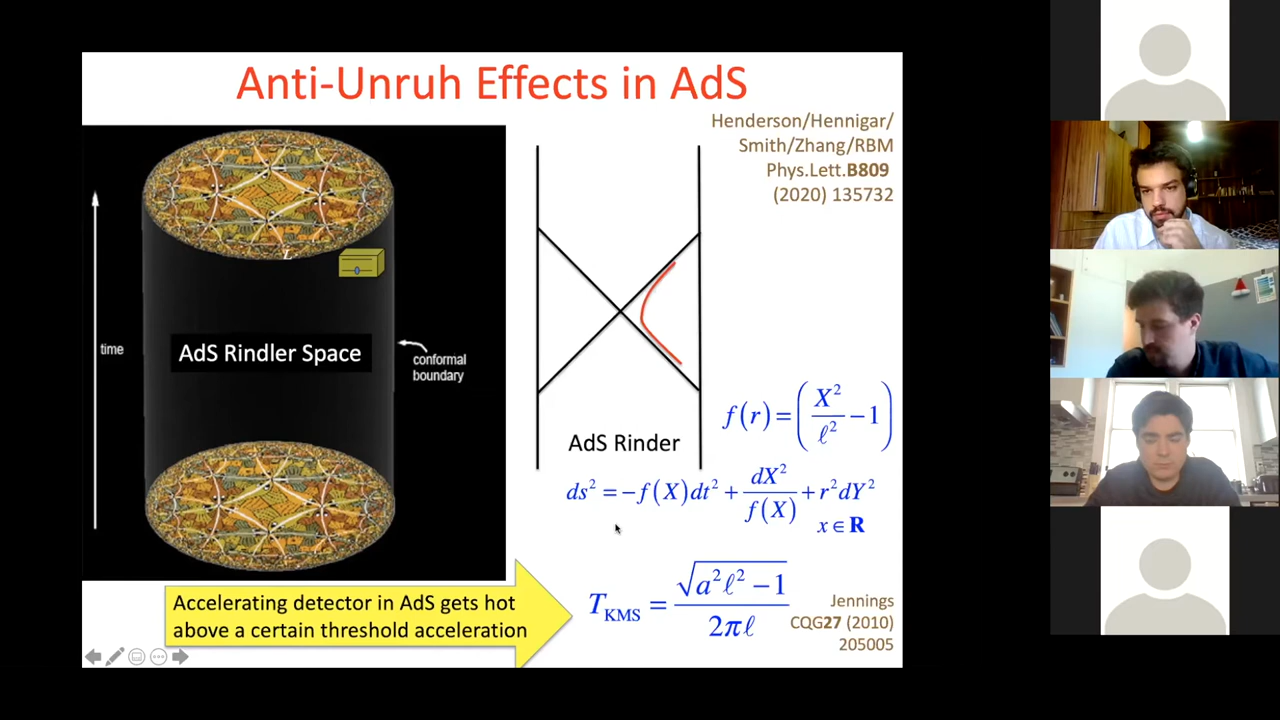 Anti-Unruh Effects in AdS
Henderson/Hennigar/
Smith/Zhang/RBM
Phys.Lett.B809
(2020) 135732
time
AdS Rindler Space
conformal
boundary
AdS Rinder
f(r) = (X²/ℓ² − 1)
ds² = −f(X)dt² + dX²/f(X) + r²dY²
x ∈ R
Accelerating detector in AdS gets hot
above a certain threshold acceleration
T_KMS = √(a²ℓ² − 1)/2πℓ
Jennings
CQG27 (2010)
205005